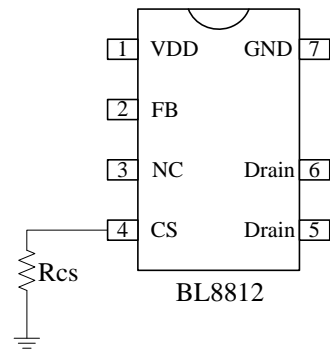 1 VDD GND 7
2 FB
3 NC Drain 6
4 CS Drain 5
Rcs
BL8812